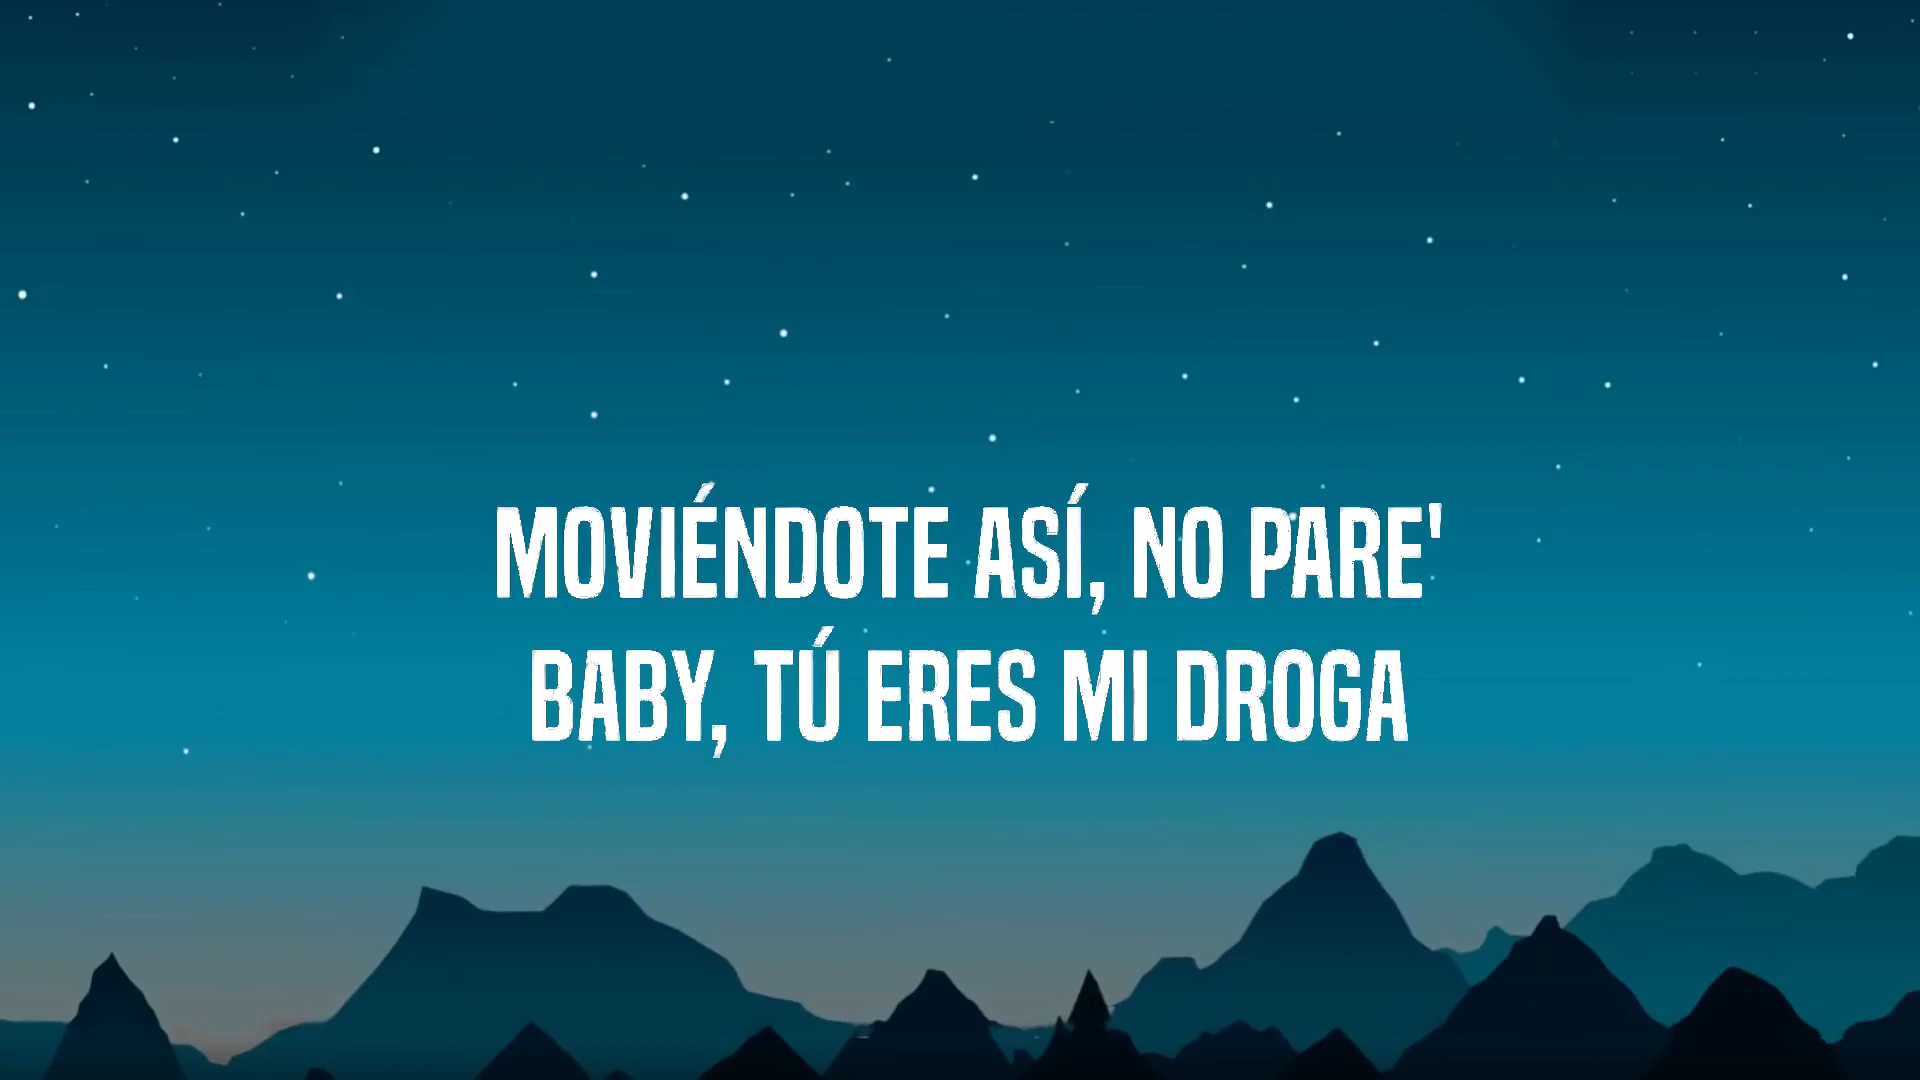 MOVIÉNDOTE ASÍ, NO PARE'
BABY, TÚ ERES MI DROGA